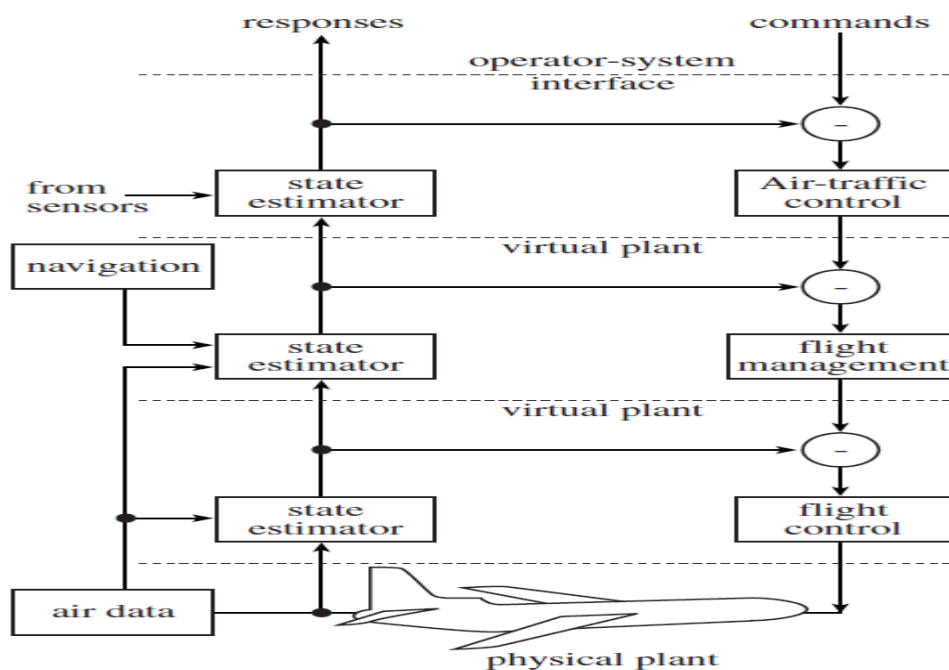 responses
commands
operator-system
interface
-
from
sensors
state
estimator
Air-traffic
control
virtual plant
navigation
-
state
estimator
flight
management
virtual plant
-
state
estimator
flight
control
air data
physical plant